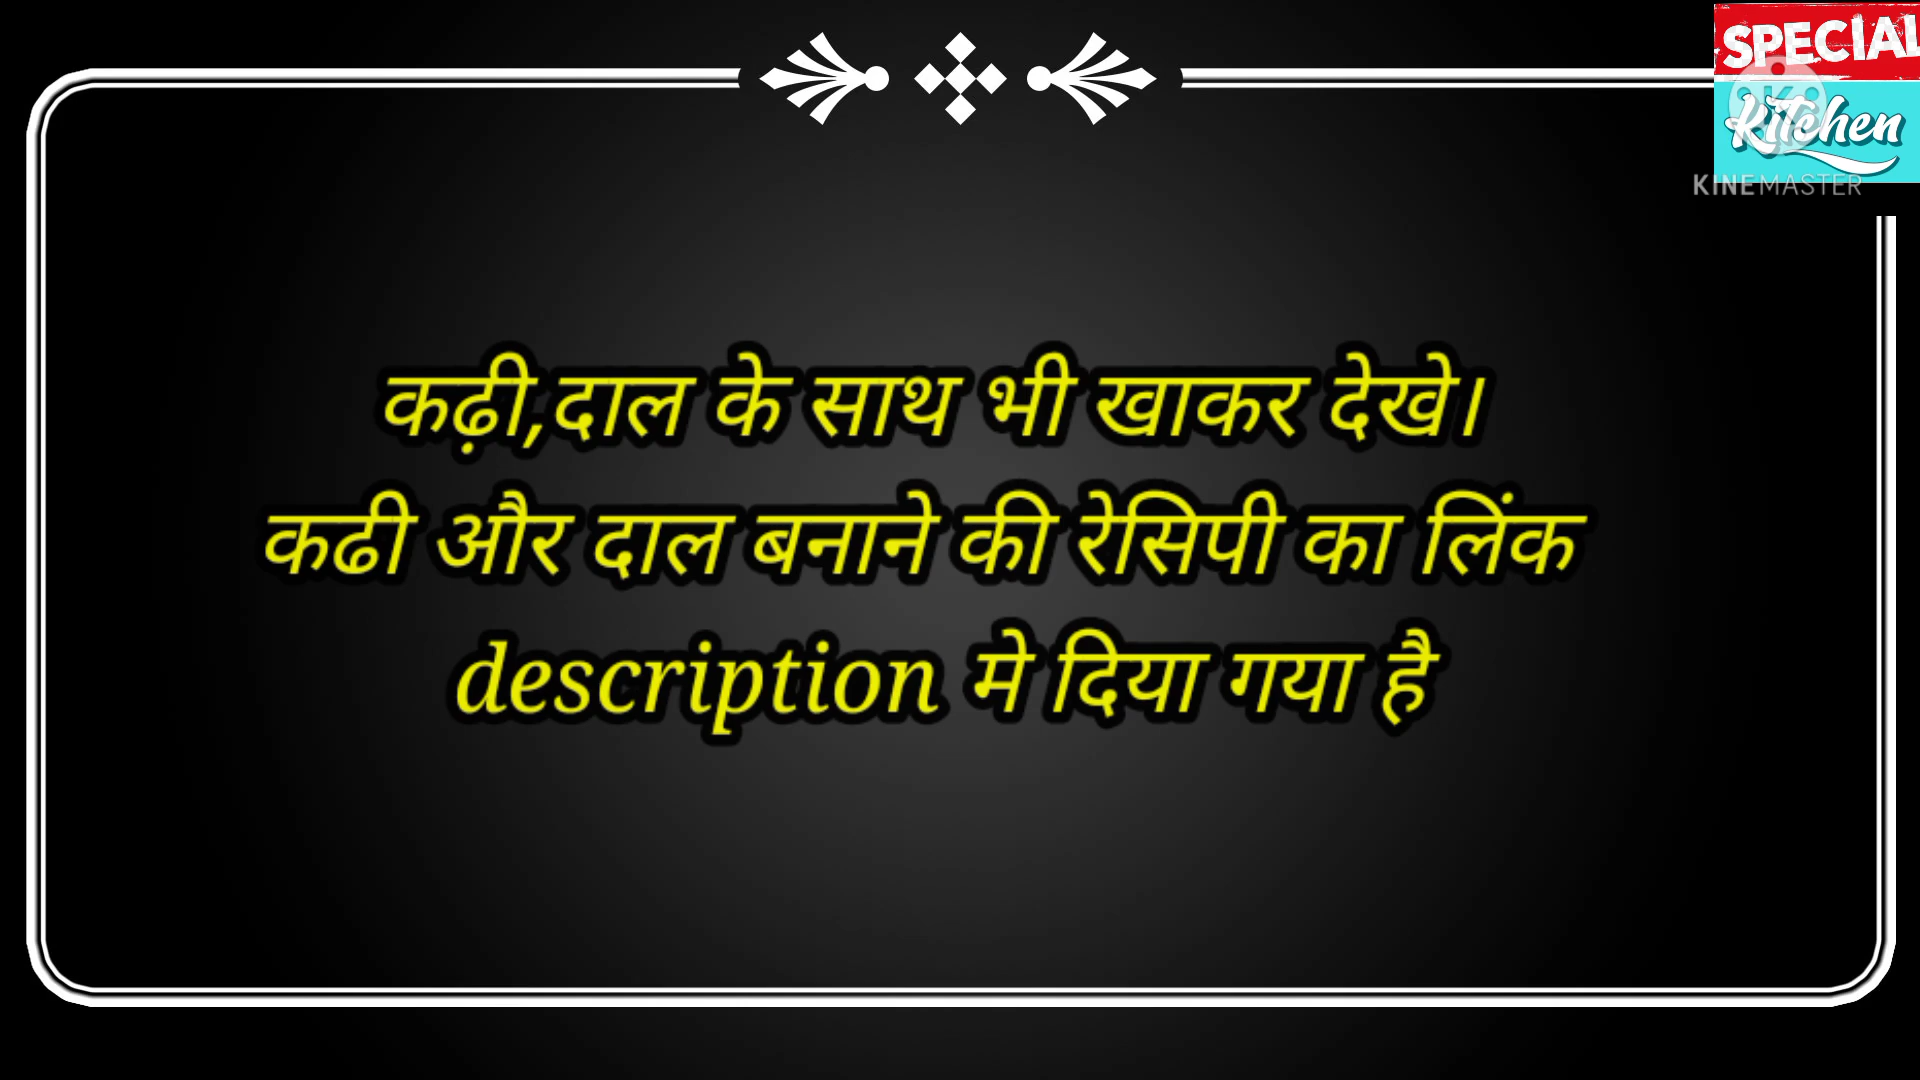 SPECIAL
Kitchen
KINEMASTER
कढ़ी,दाल के साथ भी खाकर देखे।
कढी और दाल बनाने की रेसिपी का लिंक
description मे दिया गया है